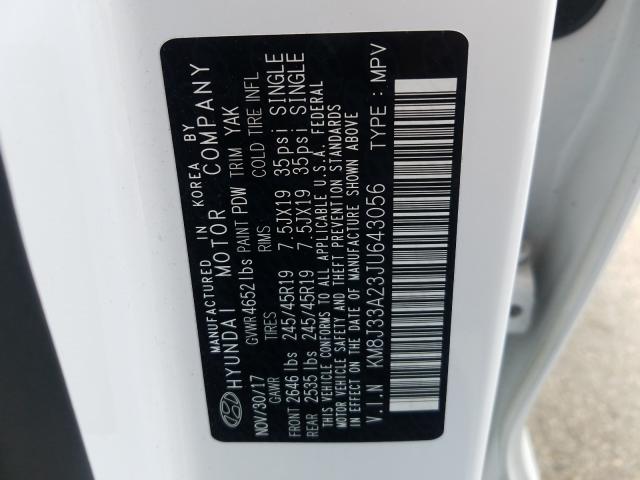 MANUFACTURED IN KOREA BY
HYUNDAI MOTOR COMPANY
NOV/30/17 GVWR 4652 lbs PAINT PDW TRIM YAK
GAWR TIRES RIMS COLD TIRE INFL
FRONT 2646 lbs 245/45R19 7.5JX19 35psi SINGLE
REAR 2535 lbs 245/45R19 7.5JX19 35psi SINGLE
THIS VEHICLE CONFORMS TO ALL APPLICABLE U.S.A. FEDERAL
MOTOR VEHICLE SAFETY AND THEFT PREVENTION STANDARDS
IN EFFECT ON THE DATE OF MANUFACTURE SHOWN ABOVE
V.I.N KM8J33A23JU643056 TYPE : MPV